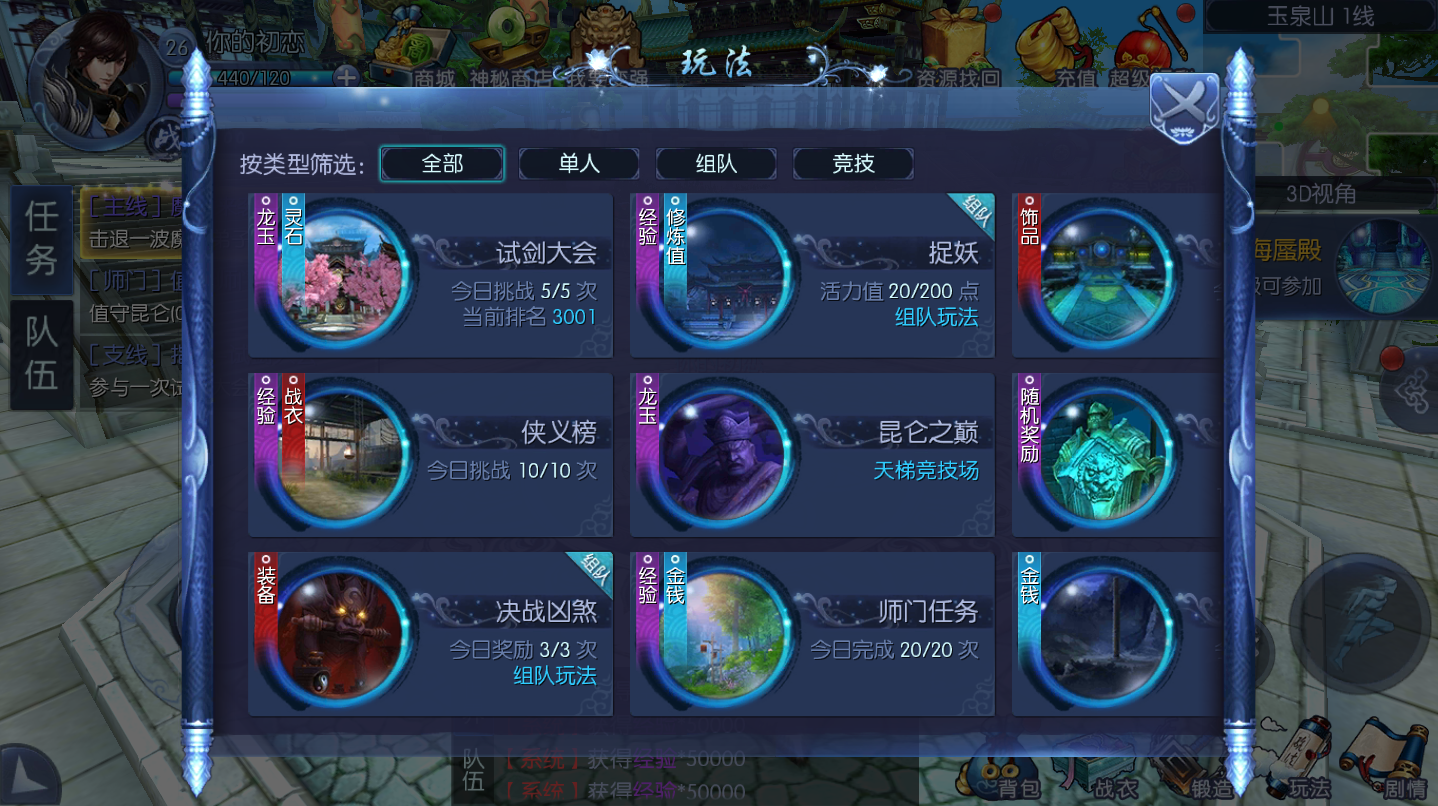 玩法
26
你的初恋
440/120
商城
神秘商店
我要变强
资源找回
充值
超级
玉泉山 1线
3D视角
海蜃殿
可参加
任务
队伍
[主线]
击退一波魔
[师门]
值守昆仑(0
[支线]
参与一次试
按类型筛选：
全部
单人
组队
竞技
龙玉
灵石
试剑大会
今日挑战 5/5 次
当前排名 3001
经验
修炼值
组队
捉妖
活力值 20/200 点
组队玩法
饰品
经验
战衣
侠义榜
今日挑战 10/10 次
龙玉
昆仑之巅
天梯竞技场
随机奖励
装备
组队
决战凶煞
今日奖励 3/3 次
组队玩法
经验
金钱
师门任务
今日完成 20/20 次
金钱
队伍
[系统] 获得经验*50000
[系统] 获得经验*50000
背包
战衣
锻造
玩法
剧情